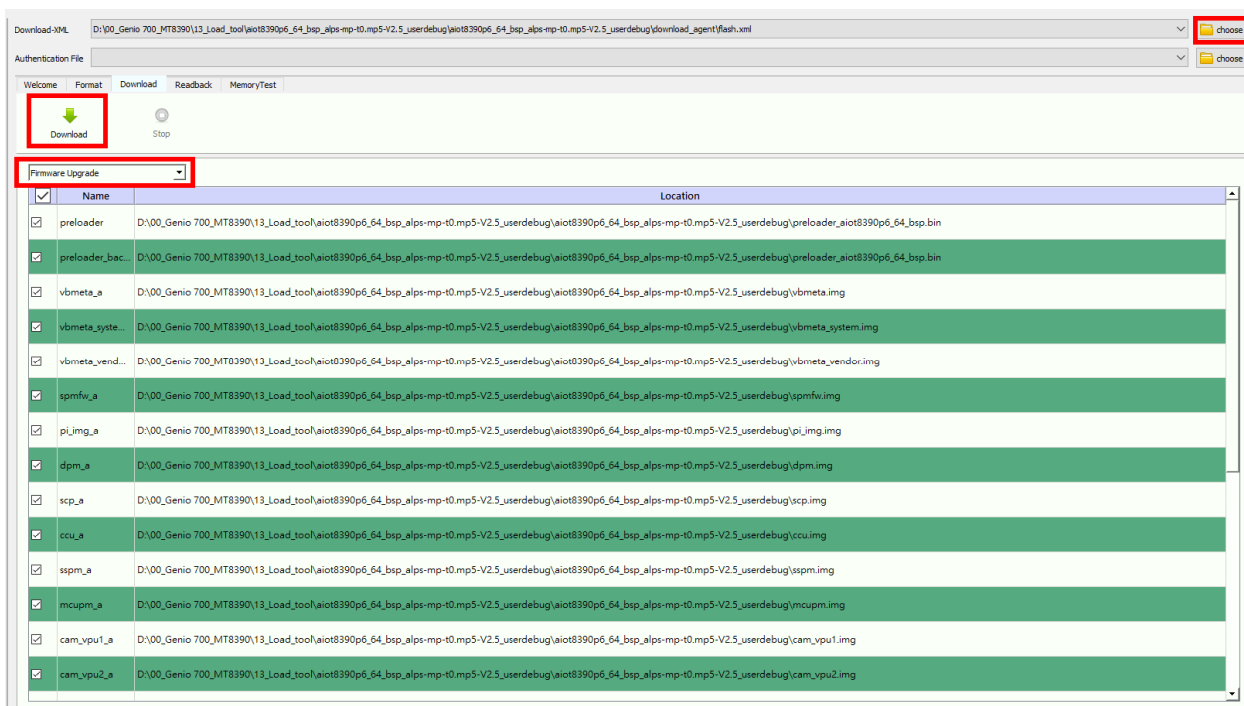 Download-XML D:\00_Genio 700_MT8390\13_Load_tool\aiot8390p6_64_bsp_alps-mp-t0.mp5-V2.5_userdebug\aiot8390p6_64_bsp_alps-mp-t0.mp5-V2.5_userdebug\download_agent\flash.xml choose
Authentication File choose
Welcome Format Download Readback MemoryTest
Download Stop
Firmware Upgrade
Name Location
preloader D:\00_Genio 700_MT8390\13_Load_tool\aiot8390p6_64_bsp_alps-mp-t0.mp5-V2.5_userdebug\aiot8390p6_64_bsp_alps-mp-t0.mp5-V2.5_userdebug\preloader_aiot8390p6_64_bsp.bin
preloader_bac... D:\00_Genio 700_MT8390\13_Load_tool\aiot8390p6_64_bsp_alps-mp-t0.mp5-V2.5_userdebug\aiot8390p6_64_bsp_alps-mp-t0.mp5-V2.5_userdebug\preloader_aiot8390p6_64_bsp.bin
vbmeta_a D:\00_Genio 700_MT8390\13_Load_tool\aiot8390p6_64_bsp_alps-mp-t0.mp5-V2.5_userdebug\aiot8390p6_64_bsp_alps-mp-t0.mp5-V2.5_userdebug\vbmeta.img
vbmeta_syste... D:\00_Genio 700_MT8390\13_Load_tool\aiot8390p6_64_bsp_alps-mp-t0.mp5-V2.5_userdebug\aiot8390p6_64_bsp_alps-mp-t0.mp5-V2.5_userdebug\vbmeta_system.img
vbmeta_vend... D:\00_Genio 700_MT8390\13_Load_tool\aiot8390p6_64_bsp_alps-mp-t0.mp5-V2.5_userdebug\aiot8390p6_64_bsp_alps-mp-t0.mp5-V2.5_userdebug\vbmeta_vendor.img
spmfw_a D:\00_Genio 700_MT8390\13_Load_tool\aiot8390p6_64_bsp_alps-mp-t0.mp5-V2.5_userdebug\aiot8390p6_64_bsp_alps-mp-t0.mp5-V2.5_userdebug\spmfw.img
pi_img_a D:\00_Genio 700_MT8390\13_Load_tool\aiot8390p6_64_bsp_alps-mp-t0.mp5-V2.5_userdebug\aiot8390p6_64_bsp_alps-mp-t0.mp5-V2.5_userdebug\pi_img.img
dpm_a D:\00_Genio 700_MT8390\13_Load_tool\aiot8390p6_64_bsp_alps-mp-t0.mp5-V2.5_userdebug\aiot8390p6_64_bsp_alps-mp-t0.mp5-V2.5_userdebug\dpm.img
scp_a D:\00_Genio 700_MT8390\13_Load_tool\aiot8390p6_64_bsp_alps-mp-t0.mp5-V2.5_userdebug\aiot8390p6_64_bsp_alps-mp-t0.mp5-V2.5_userdebug\scp.img
ccu_a D:\00_Genio 700_MT8390\13_Load_tool\aiot8390p6_64_bsp_alps-mp-t0.mp5-V2.5_userdebug\aiot8390p6_64_bsp_alps-mp-t0.mp5-V2.5_userdebug\ccu.img
sspm_a D:\00_Genio 700_MT8390\13_Load_tool\aiot8390p6_64_bsp_alps-mp-t0.mp5-V2.5_userdebug\aiot8390p6_64_bsp_alps-mp-t0.mp5-V2.5_userdebug\sspm.img
mcupm_a D:\00_Genio 700_MT8390\13_Load_tool\aiot8390p6_64_bsp_alps-mp-t0.mp5-V2.5_userdebug\aiot8390p6_64_bsp_alps-mp-t0.mp5-V2.5_userdebug\mcupm.img
cam_vpu1_a D:\00_Genio 700_MT8390\13_Load_tool\aiot8390p6_64_bsp_alps-mp-t0.mp5-V2.5_userdebug\aiot8390p6_64_bsp_alps-mp-t0.mp5-V2.5_userdebug\cam_vpu1.img
cam_vpu2_a D:\00_Genio 700_MT8390\13_Load_tool\aiot8390p6_64_bsp_alps-mp-t0.mp5-V2.5_userdebug\aiot8390p6_64_bsp_alps-mp-t0.mp5-V2.5_userdebug\cam_vpu2.img